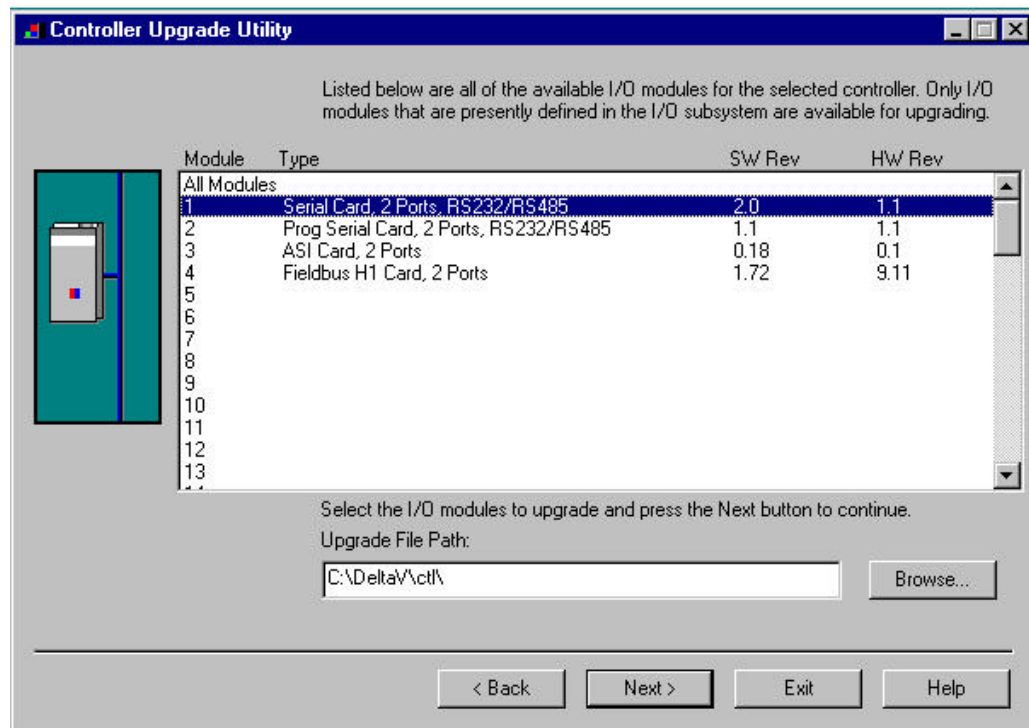 Controller Upgrade Utility
Listed below are all of the available I/O modules for the selected controller. Only I/O
modules that are presently defined in the I/O subsystem are available for upgrading.
Module Type SW Rev HW Rev
All Modules
1 Serial Card, 2 Ports, RS232/RS485 2.0 1.1
2 Prog Serial Card, 2 Ports, RS232/RS485 1.1 1.1
3 ASI Card, 2 Ports 0.18 0.1
4 Fieldbus H1 Card, 2 Ports 1.72 9.11
5
6
7
8
9
10
11
12
13
Select the I/O modules to upgrade and press the Next button to continue.
Upgrade File Path:
C:\DeltaV\ctl\
Browse...
< Back Next > Exit Help